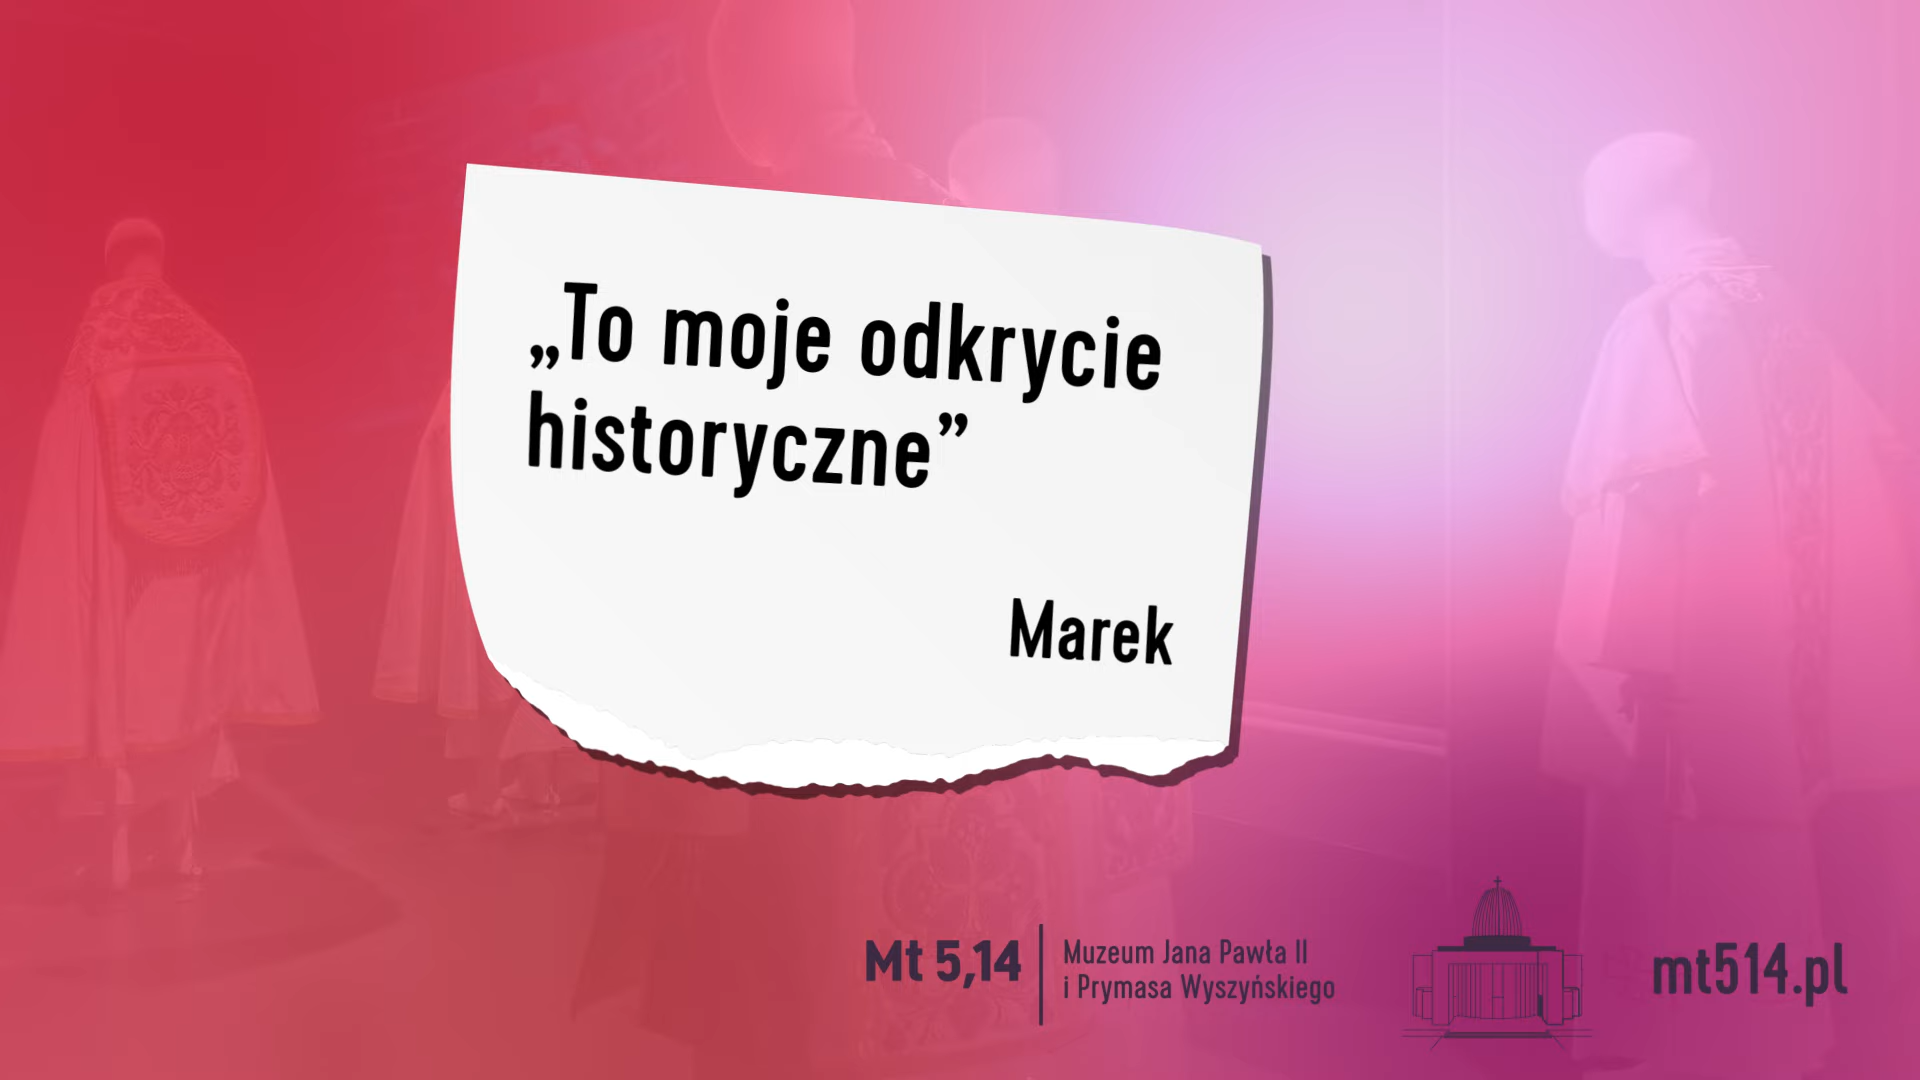 „To moje odkrycie
historyczne”
Marek
Mt 5,14
Muzeum Jana Pawła II
i Prymasa Wyszyńskiego
mt514.pl